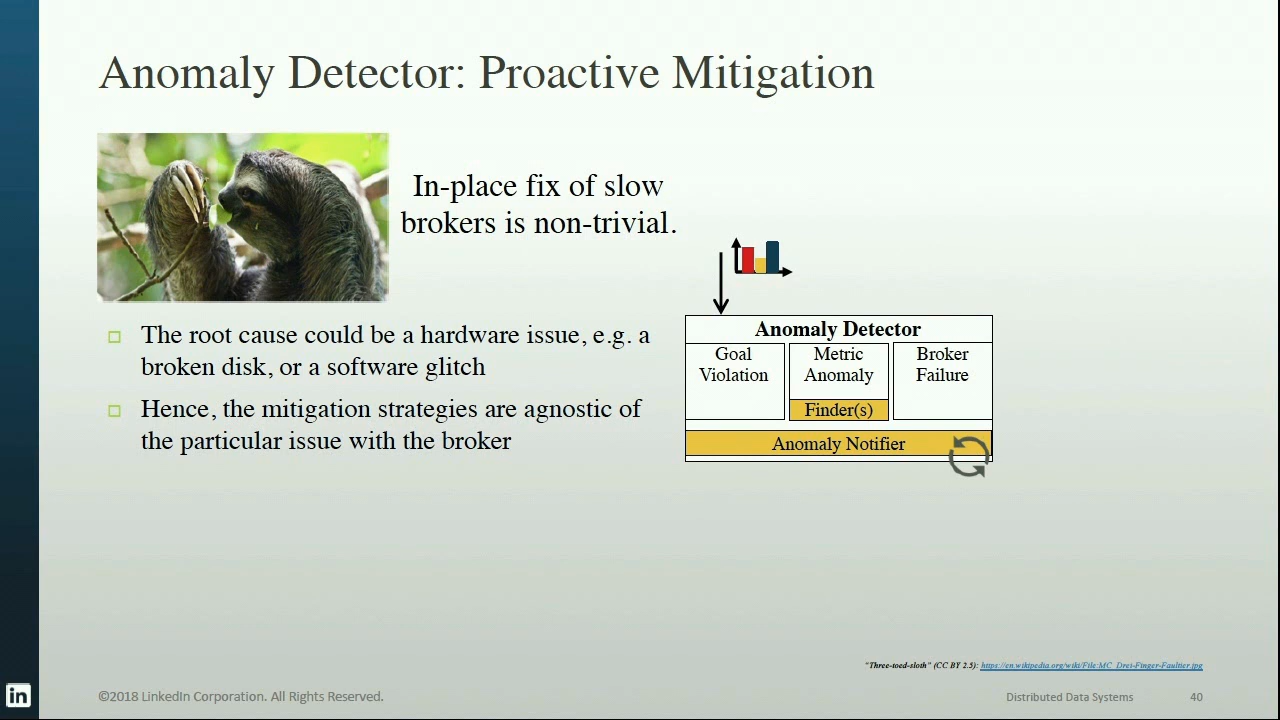 Anomaly Detector: Proactive Mitigation
In-place fix of slow
brokers is non-trivial.
The root cause could be a hardware issue, e.g. a
broken disk, or a software glitch
Hence, the mitigation strategies are agnostic of
the particular issue with the broker
Anomaly Detector
Goal
Violation
Metric
Anomaly
Finder(s)
Broker
Failure
Anomaly Notifier
"Three-toed-sloth" (CC BY 2.5): https://en.wikipedia.org/wiki/File:MC_Drei-Finger-Faultier.jpg
in
©2018 LinkedIn Corporation. All Rights Reserved.
Distributed Data Systems
40